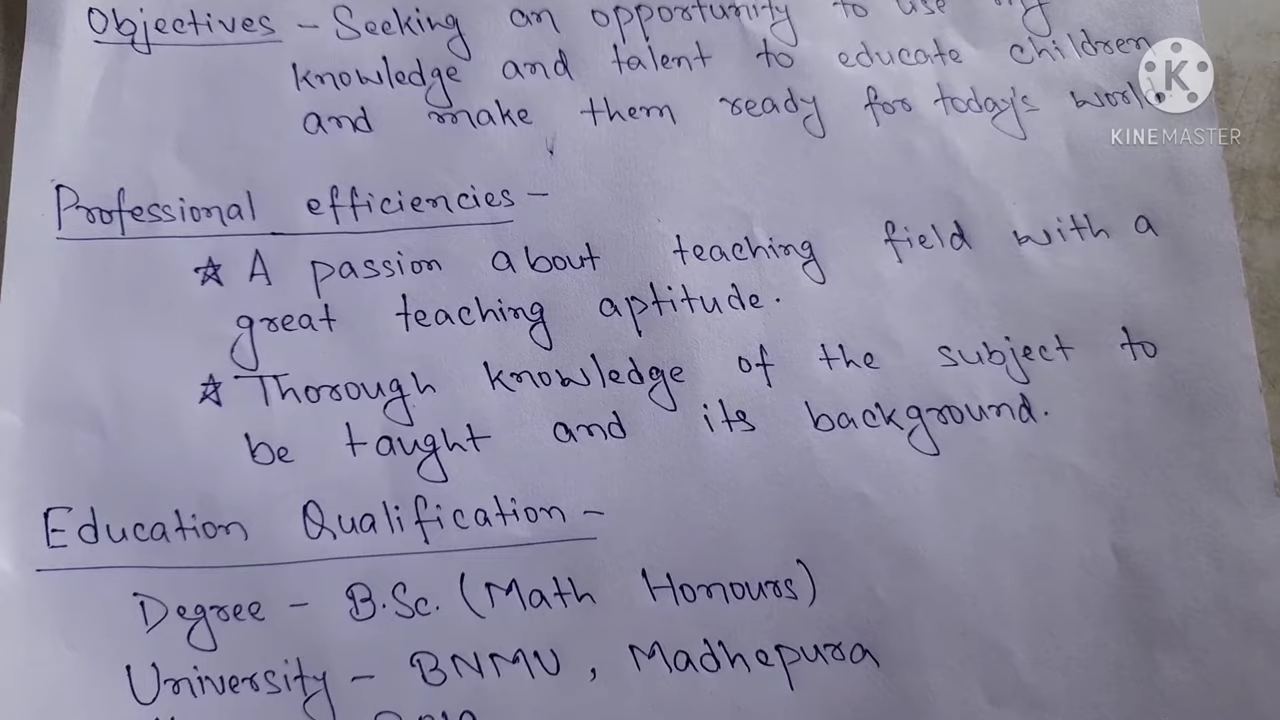 Objectives - Seeking an opportunity to use my
knowledge and talent to educate children
and make them ready for today's world
K
KINEMASTER
Professional efficiencies -
☆ A passion about teaching field with a
great teaching aptitude.
☆ Thorough knowledge of the subject to
be taught and its background.
Education Qualification -
Degree - B.Sc. (Math Honours)
University - BNMU, Madhepura